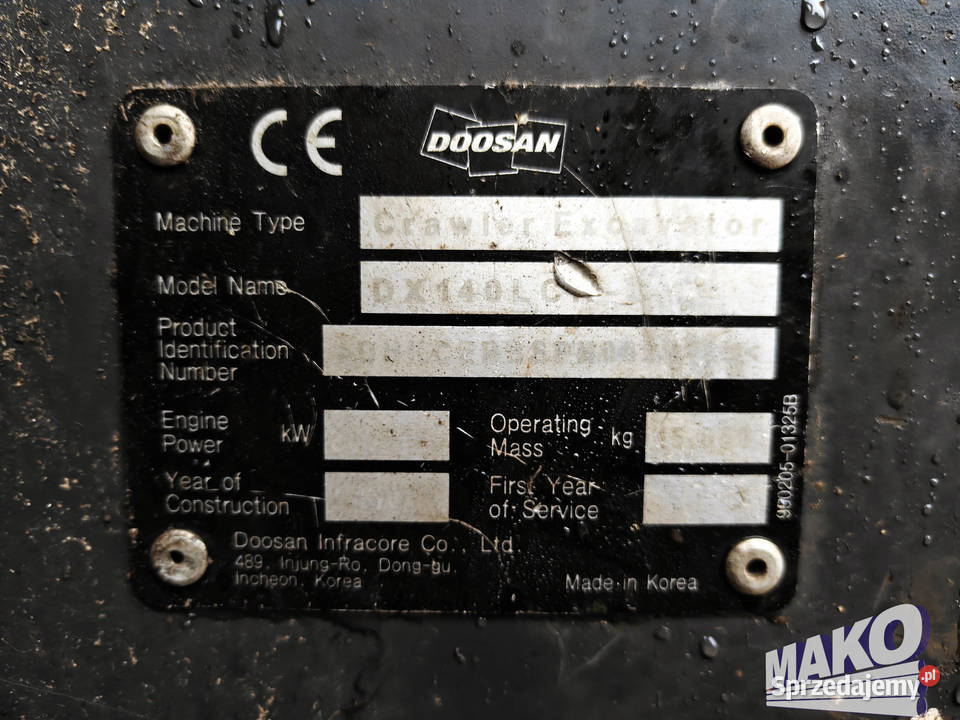 CE
DOOSAN
Machine Type Crawler Excavator
Model Name DX140LC
Product
Identification
Number
Engine
Power kW
Operating
Mass kg
Year of
Construction
First Year
of Service
950205-01325B
Doosan Infracore Co., Ltd.
489, Injung-Ro, Dong-gu,
Incheon, Korea
Made in Korea
MAKO
Sprzedajemy.pl